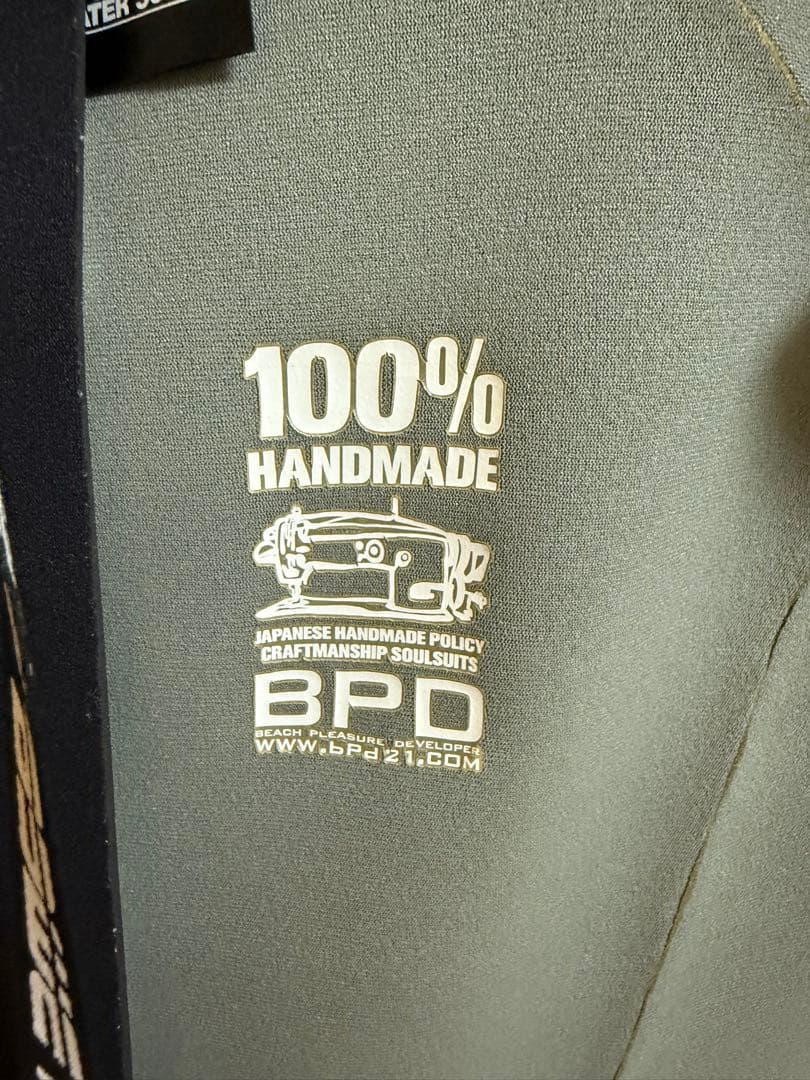 100%
HANDMADE
JAPANESE HANDMADE POLICY
CRAFTMANSHIP SOULSUITS
BPD
BEACH PLEASURE DEVELOPER
WWW.bPd21.COM